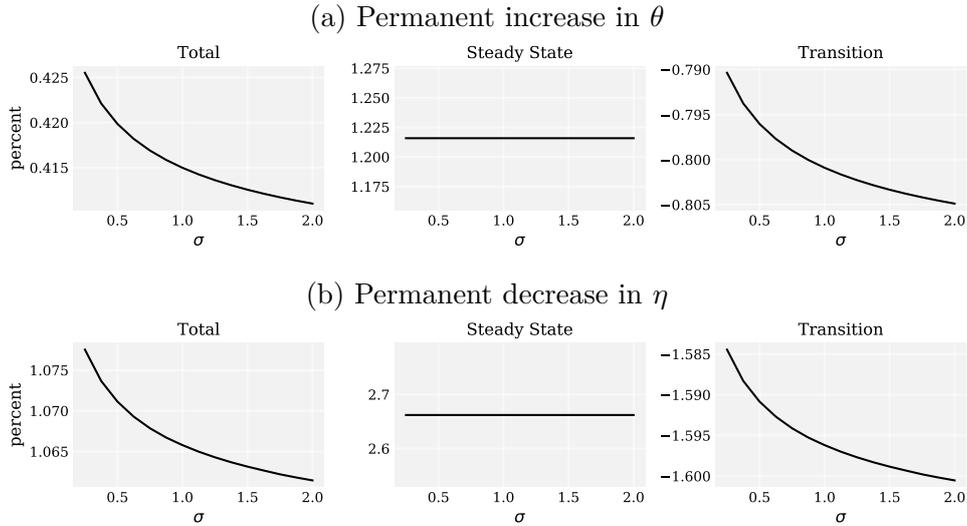 (a) Permanent increase in θ
Total
Steady State
Transition
percent
0.425
0.420
0.415
1.275
1.250
1.225
1.200
1.175
−0.790
−0.795
−0.800
−0.805
0.5 1.0 1.5 2.0
0.5 1.0 1.5 2.0
0.5 1.0 1.5 2.0
σ
σ
σ
(b) Permanent decrease in η
Total
Steady State
Transition
percent
1.075
1.070
1.065
2.7
2.6
−1.585
−1.590
−1.595
−1.600
0.5 1.0 1.5 2.0
0.5 1.0 1.5 2.0
0.5 1.0 1.5 2.0
σ
σ
σ